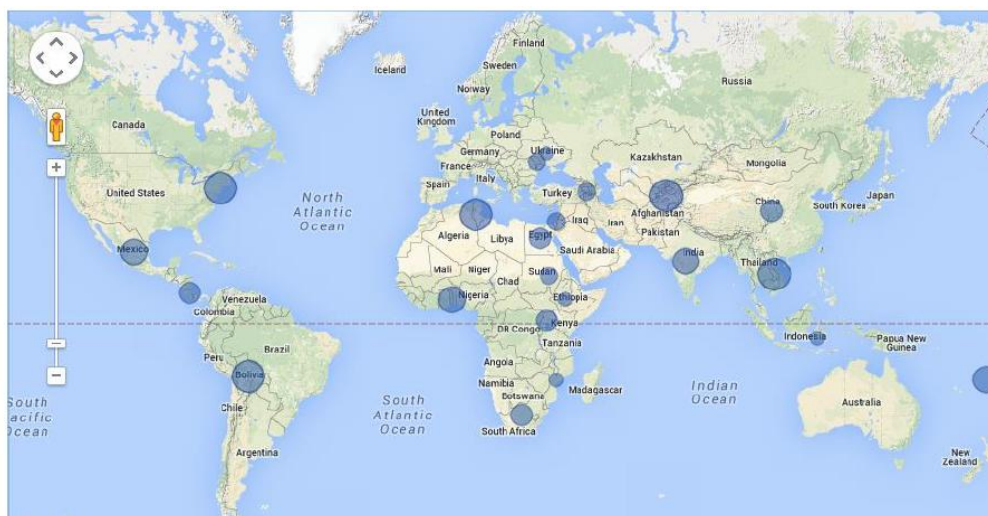 Finland
Iceland
Sweden
Russia
Norway
United
Kingdom
Canada
Poland
Germany
Ukraine
Kazakhstan
France
Mongolia
Italy
Spain
Turkey
China
Japan
South Korea
United States
North
Atlantic
Ocean
Afghanistan
Iraq
Iran
Pakistan
Algeria
Libya
Egypt
Saudi Arabia
India
Mexico
Mali
Niger
Chad
Sudan
Thailand
Nigeria
Ethiopia
Venezuela
Colombia
DR Congo
Kenya
Tanzania
Indonesia
Papua New
Guinea
Peru
Brazil
Angola
Bolivia
Namibia
Botswana
Madagascar
Indian
Ocean
South
Pacific
Ocean
South
Atlantic
Ocean
Chile
Australia
South Africa
Argentina
New
Zealand